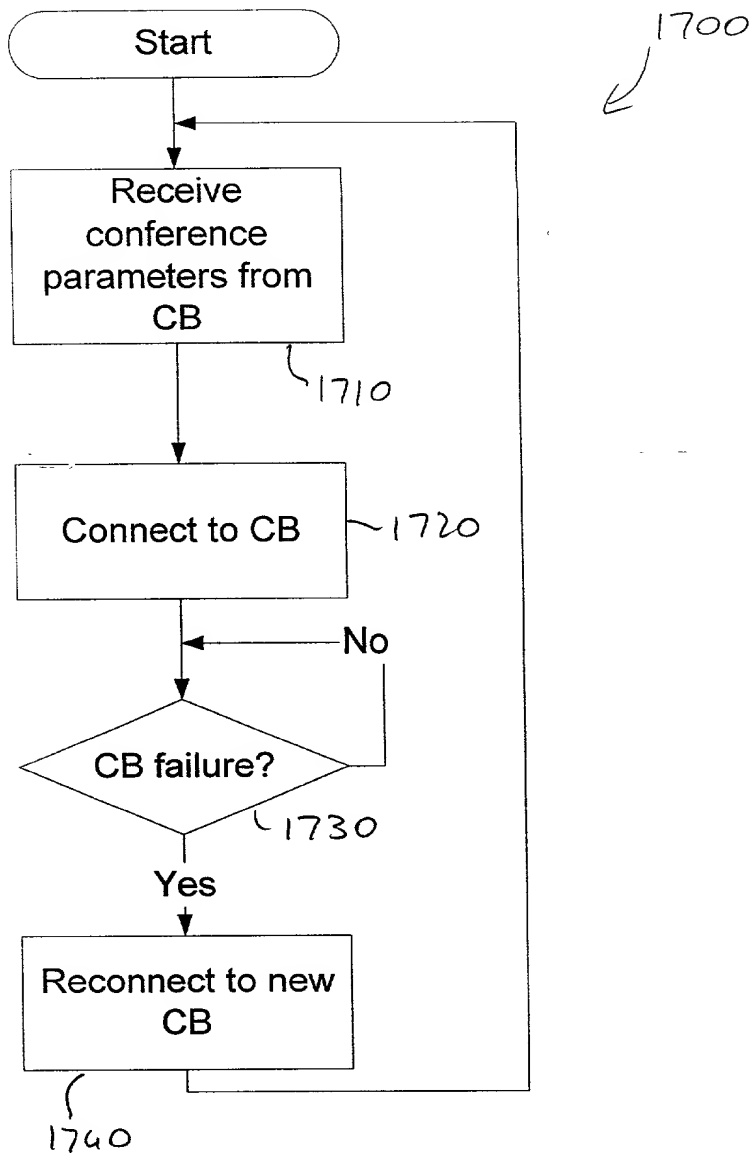 Start
1700
Receive
conference
parameters from
CB
1710
Connect to CB
1720
No
CB failure?
1730
Yes
Reconnect to new
CB
1740